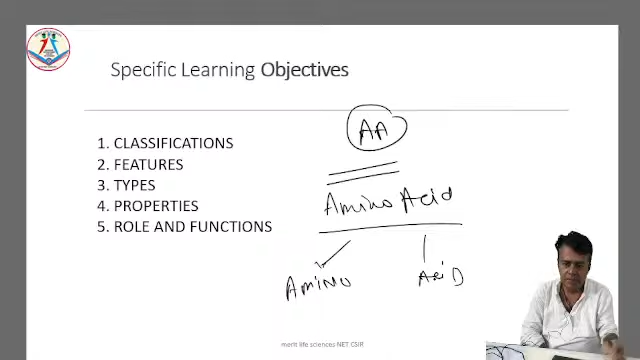 Specific Learning Objectives
AA
1. CLASSIFICATIONS
2. FEATURES
3. TYPES
4. PROPERTIES
5. ROLE AND FUNCTIONS
Amino Acid
Amino
Acid
merit life sciences NET CSIR